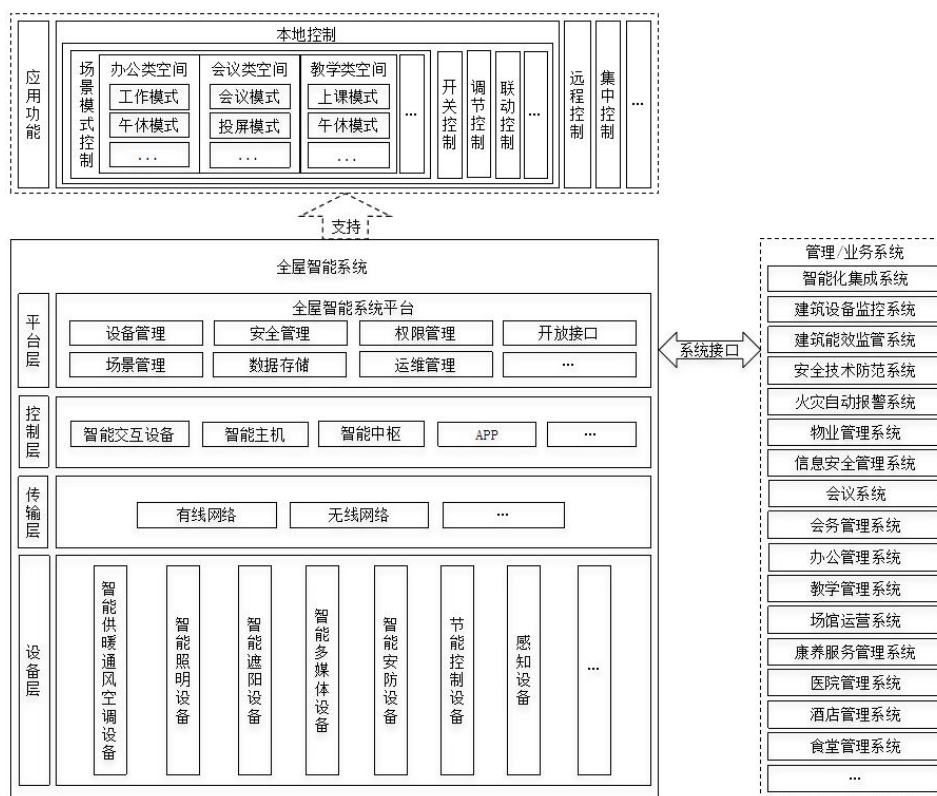 应用功能
本地控制
场景模式控制
办公类空间
工作模式
午休模式
...
会议类空间
会议模式
投屏模式
...
教学类空间
上课模式
午休模式
...
...
开关控制
调节控制
联动控制
...
远程控制
集中控制
...
支持
全屋智能系统
平台层
全屋智能系统平台
设备管理
安全管理
权限管理
开放接口
场景管理
数据存储
运维管理
...
控制层
智能交互设备
智能主机
智能中枢
APP
...
传输层
有线网络
无线网络
...
设备层
智能供暖通风空调设备
智能照明设备
智能遮阳设备
智能多媒体设备
智能安防设备
节能控制设备
感知设备
...
系统接口
管理/业务系统
智能化集成系统
建筑设备监控系统
建筑能效监管系统
安全技术防范系统
火灾自动报警系统
物业管理系统
信息安全管理系统
会议系统
会务管理系统
办公管理系统
教学管理系统
场馆运营系统
康养服务管理系统
医院管理系统
酒店管理系统
食堂管理系统
...